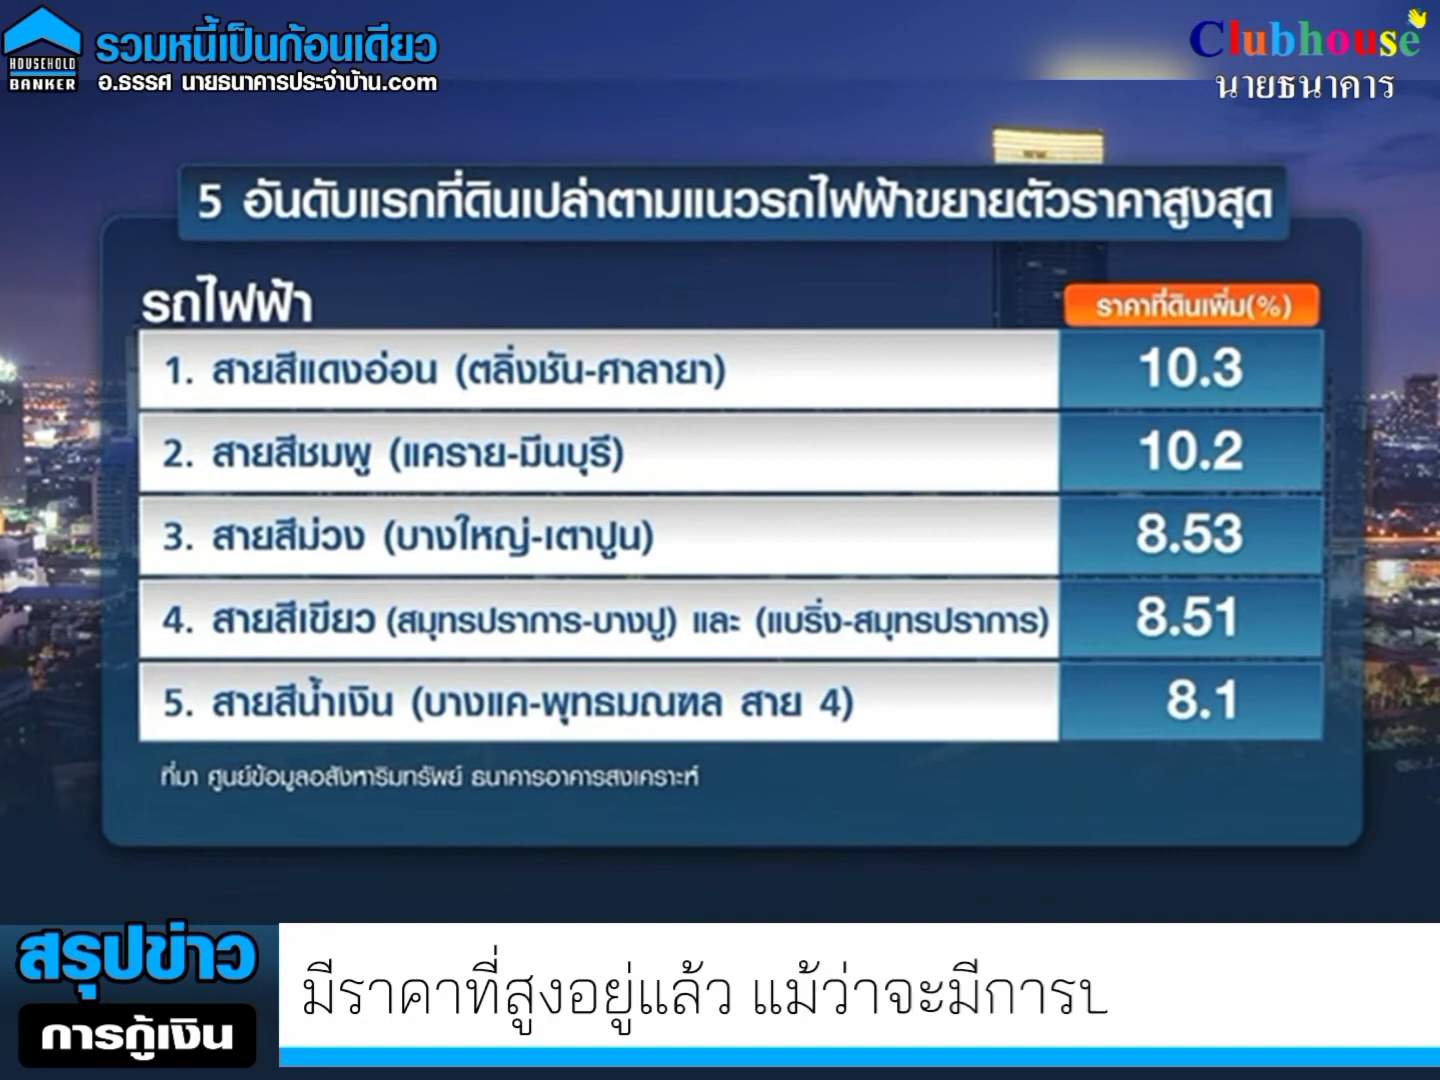 HOUSEHOLD
BANKER
รวมหนี้เป็นก้อนเดียว
อ.ธรรศ นายธนาคารประจำบ้าน.com
Clubhouse
นายธนาคาร
5 อันดับแรกที่ดินเปล่าตามแนวรถไฟฟ้าขยายตัวราคาสูงสุด
รถไฟฟ้า
ราคาที่ดินเพิ่ม(%)
1. สายสีแดงอ่อน (ตลิ่งชัน-ศาลายา) 10.3
2. สายสีชมพู (แคราย-มีนบุรี) 10.2
3. สายสีม่วง (บางใหญ่-เตาปูน) 8.53
4. สายสีเขียว (สมุทรปราการ-บางปู) และ (แบริ่ง-สมุทรปราการ) 8.51
5. สายสีน้ำเงิน (บางแค-พุทธมณฑล สาย 4) 8.1
ที่มา ศูนย์ข้อมูลอสังหาริมทรัพย์ ธนาคารอาคารสงเคราะห์
สรุปข่าว
การกู้เงิน
มีราคาที่สูงอยู่แล้ว แม้ว่าจะมีการ